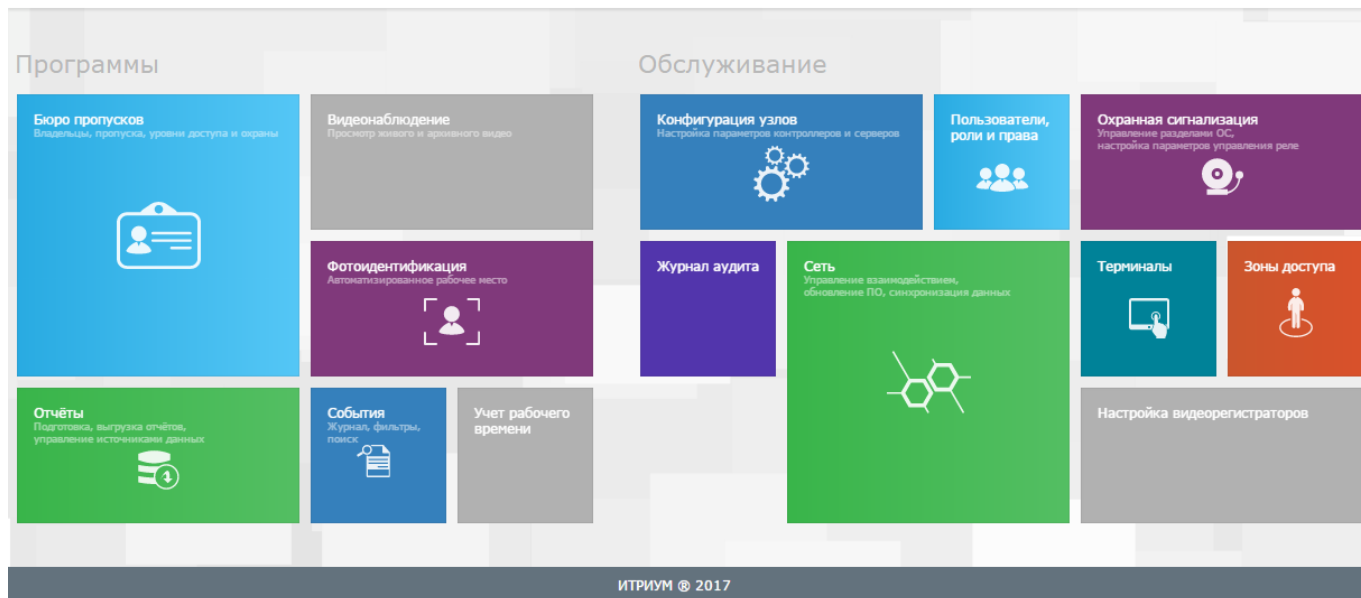 Программы
Бюро пропусков
Владельцы, пропуска, уровни доступа и охраны
Видеонаблюдение
Просмотр живого и архивного видео
Фотоидентификация
Автоматизированное рабочее место
Отчёты
Подготовка, выгрузка отчётов,
управление источниками данных
События
Журнал, фильтры,
поиск
Учет рабочего
времени
Обслуживание
Конфигурация узлов
Настройка параметров контроллеров и серверов
Пользователи,
роли и права
Охранная сигнализация
Управление разделами ОС,
настройка параметров управления реле
Журнал аудита
Сеть
Управление взаимодействием,
обновление ПО, синхронизация данных
Терминалы
Зоны доступа
Настройка видеорегистраторов
ИТРИУМ ® 2017